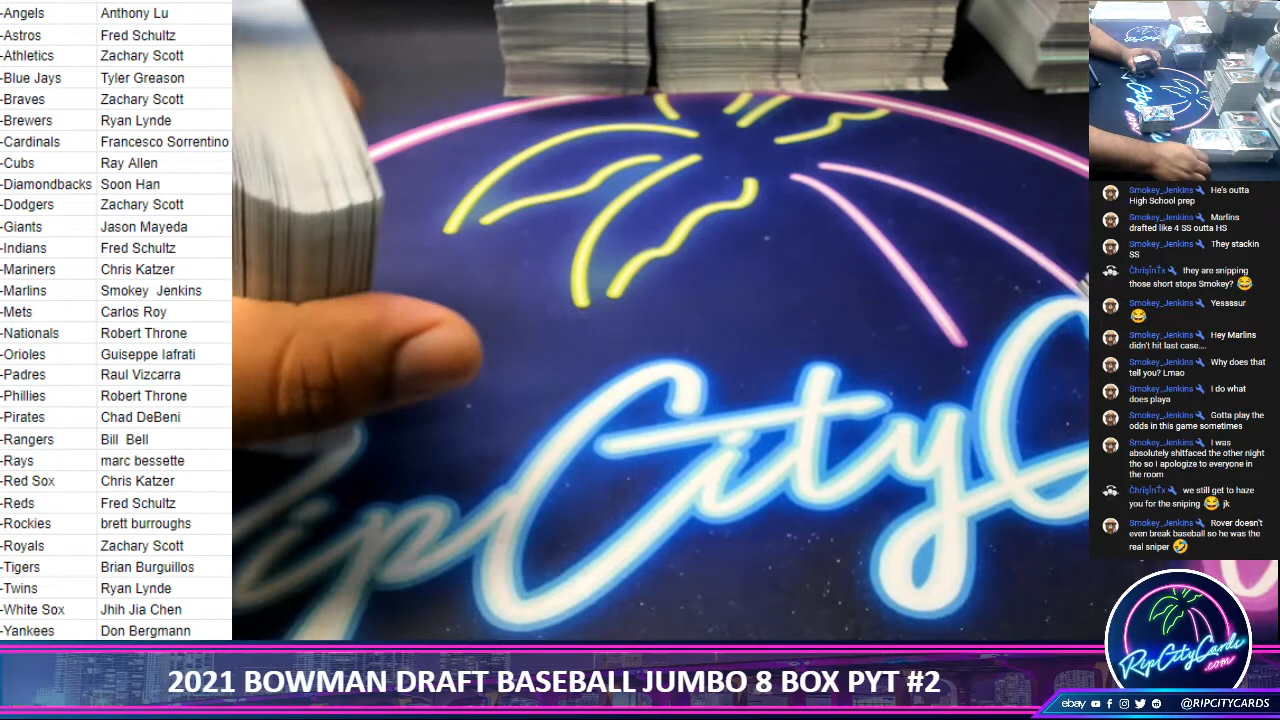 -Angels Anthony Lu
-Astros Fred Schultz
-Athletics Zachary Scott
-Blue Jays Tyler Greason
-Braves Zachary Scott
-Brewers Ryan Lynde
-Cardinals Francesco Sorrentino
-Cubs Ray Allen
-Diamondbacks Soon Han
-Dodgers Zachary Scott
-Giants Jason Mayeda
-Indians Fred Schultz
-Mariners Chris Katzer
-Marlins Smokey Jenkins
-Mets Carlos Roy
-Nationals Robert Throne
-Orioles Guiseppe Iafrati
-Padres Raul Vizcarra
-Phillies Robert Throne
-Pirates Chad DeBeni
-Rangers Bill Bell
-Rays marc bessette
-Red Sox Chris Katzer
-Reds Fred Schultz
-Rockies brett burroughs
-Royals Zachary Scott
-Tigers Brian Burguillos
-Twins Ryan Lynde
-White Sox Jhih Jia Chen
-Yankees Don Bergmann
City
Smokey_Jenkins He's outta
High School prep
Smokey_Jenkins Marlins
drafted like 4 SS outta HS
Smokey_Jenkins They stackin
SS
they are snipping
those short stops Smokey? 😂
Smokey_Jenkins Yessssur
😂
Smokey_Jenkins Hey Marlins
didn't hit last case....
Smokey_Jenkins Why does that
tell you? Lmao
Smokey_Jenkins I do what
does playa
Smokey_Jenkins Gotta play the
odds in this game sometimes
Smokey_Jenkins I was
absolutely shitfaced the other night
tho so I apologize to everyone in
the room
we still get to haze
you for the sniping 😂 jk
Smokey_Jenkins Rover doesn't
even break baseball so he was the
real sniper 🤣
RipCityCards
.com
2021 BOWMAN DRAFT BASEBALL JUMBO 8 BOX PYT #2
ebay @RIPCITYCARDS